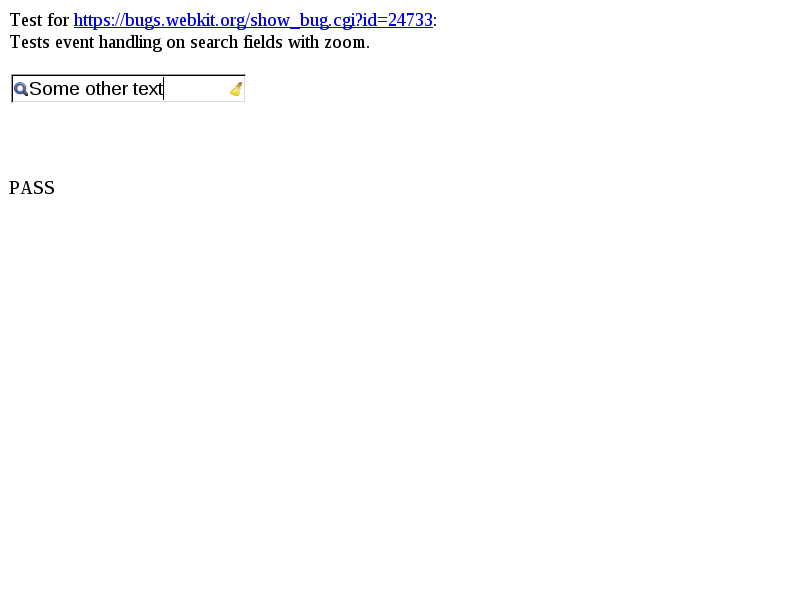 Test for https://bugs.webkit.org/show_bug.cgi?id=24733:
Tests event handling on search fields with zoom.
Some other text
PASS